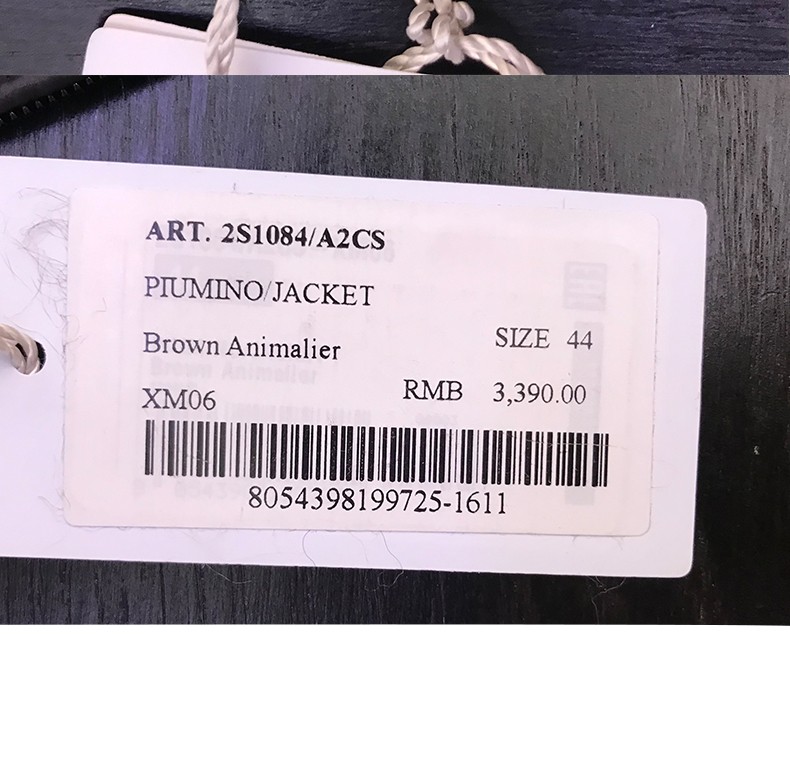 ART. 2S1084/A2CS
PIUMINO/JACKET
Brown Animalier
SIZE 44
XM06
RMB 3,390.00
8054398199725-1611